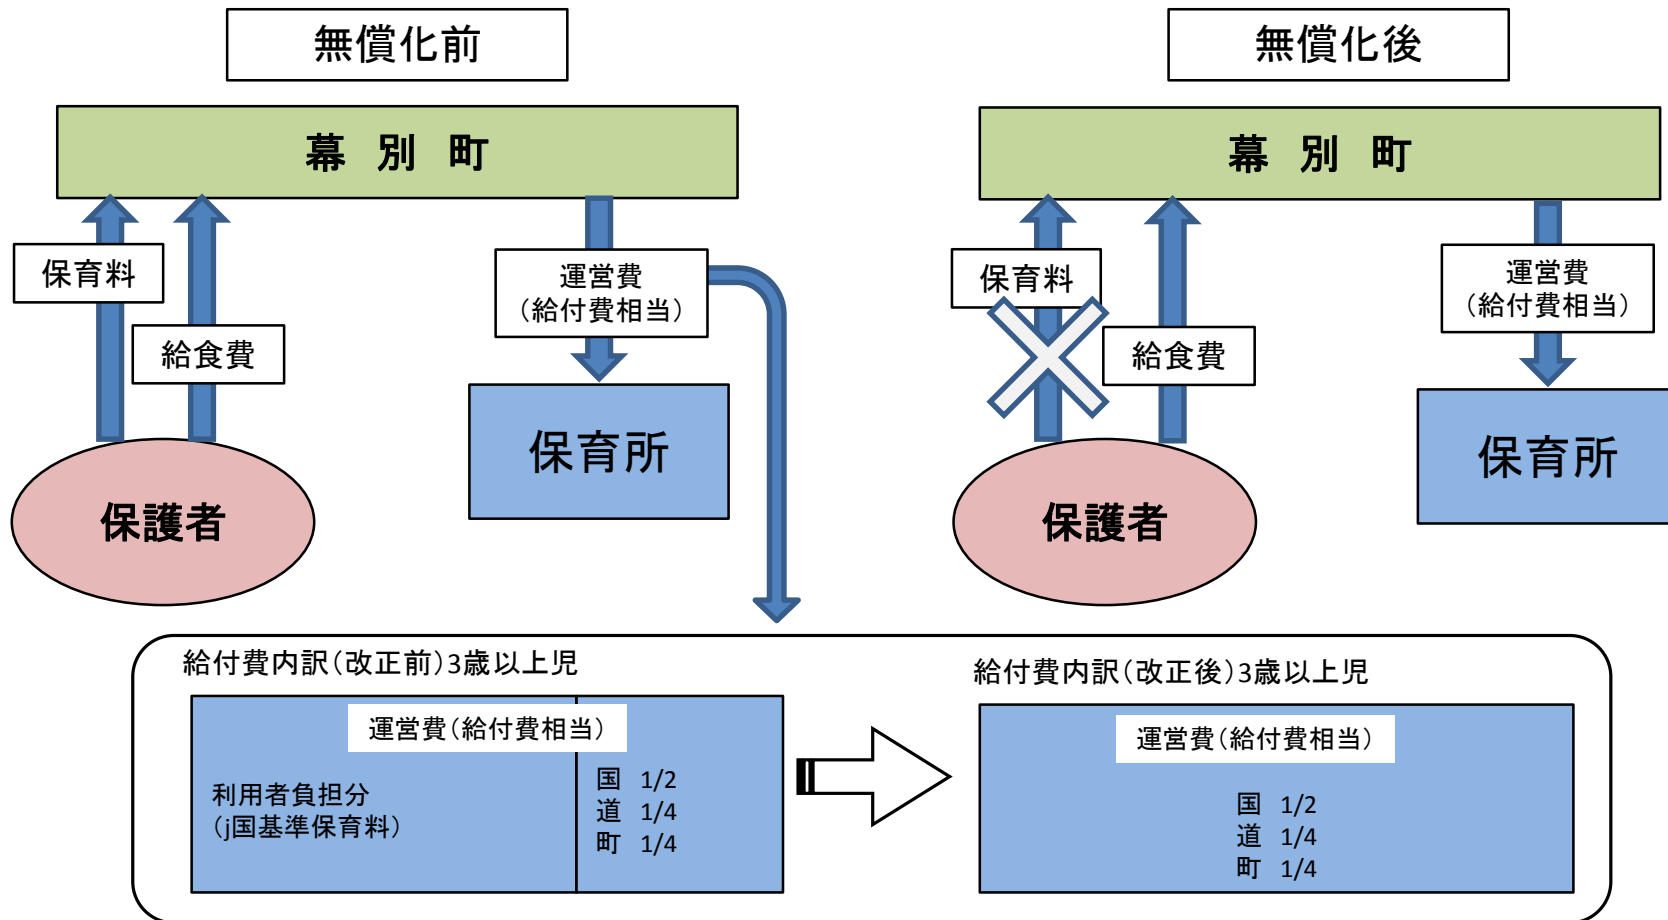 無償化前
幕 別 町
保育料
給食費
運営費
（給付費相当）
保育所
保護者
無償化後
幕 別 町
保育料
給食費
運営費
（給付費相当）
保育所
保護者
給付費内訳（改正前）3歳以上児
運営費（給付費相当）
利用者負担分
（j国基準保育料）
国 1/2
道 1/4
町 1/4
給付費内訳（改正後）3歳以上児
運営費（給付費相当）
国 1/2
道 1/4
町 1/4